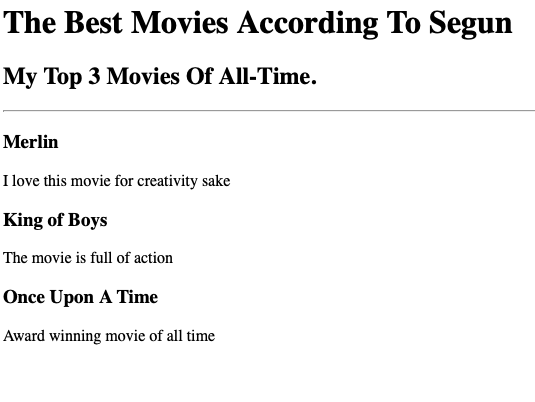 The Best Movies According To Segun
My Top 3 Movies Of All-Time.
Merlin
I love this movie for creativity sake
King of Boys
The movie is full of action
Once Upon A Time
Award winning movie of all time